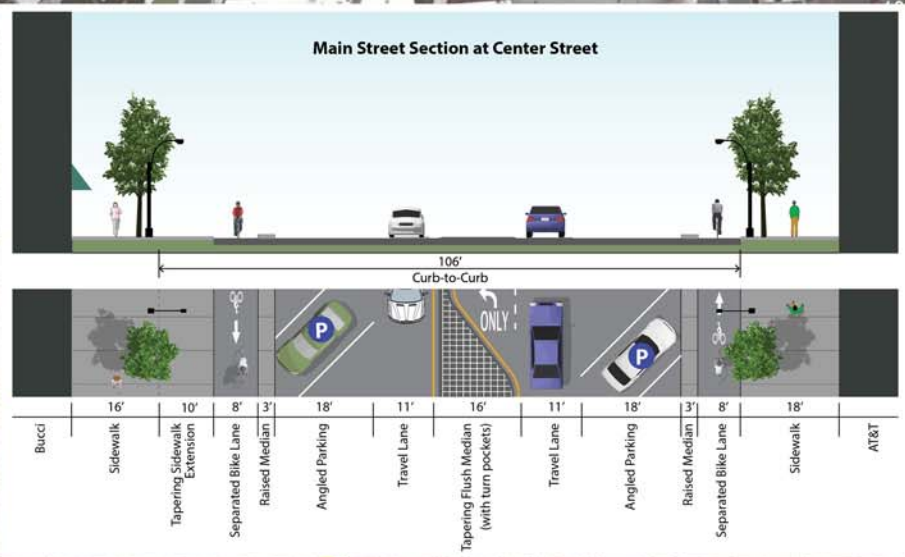 Main Street Section at Center Street
106'
Curb-to-Curb
ONLY
P
P
16'
10'
8'
3'
18'
11'
16'
11'
18'
3'
8'
18'
Bucci
Sidewalk
Tapering Sidewalk
Extension
Separated Bike Lane
Raised Median
Angled Parking
Travel Lane
Tapering Flush Median
(with turn pockets)
Travel Lane
Angled Parking
Raised Median
Separated Bike Lane
Sidewalk
AT&T